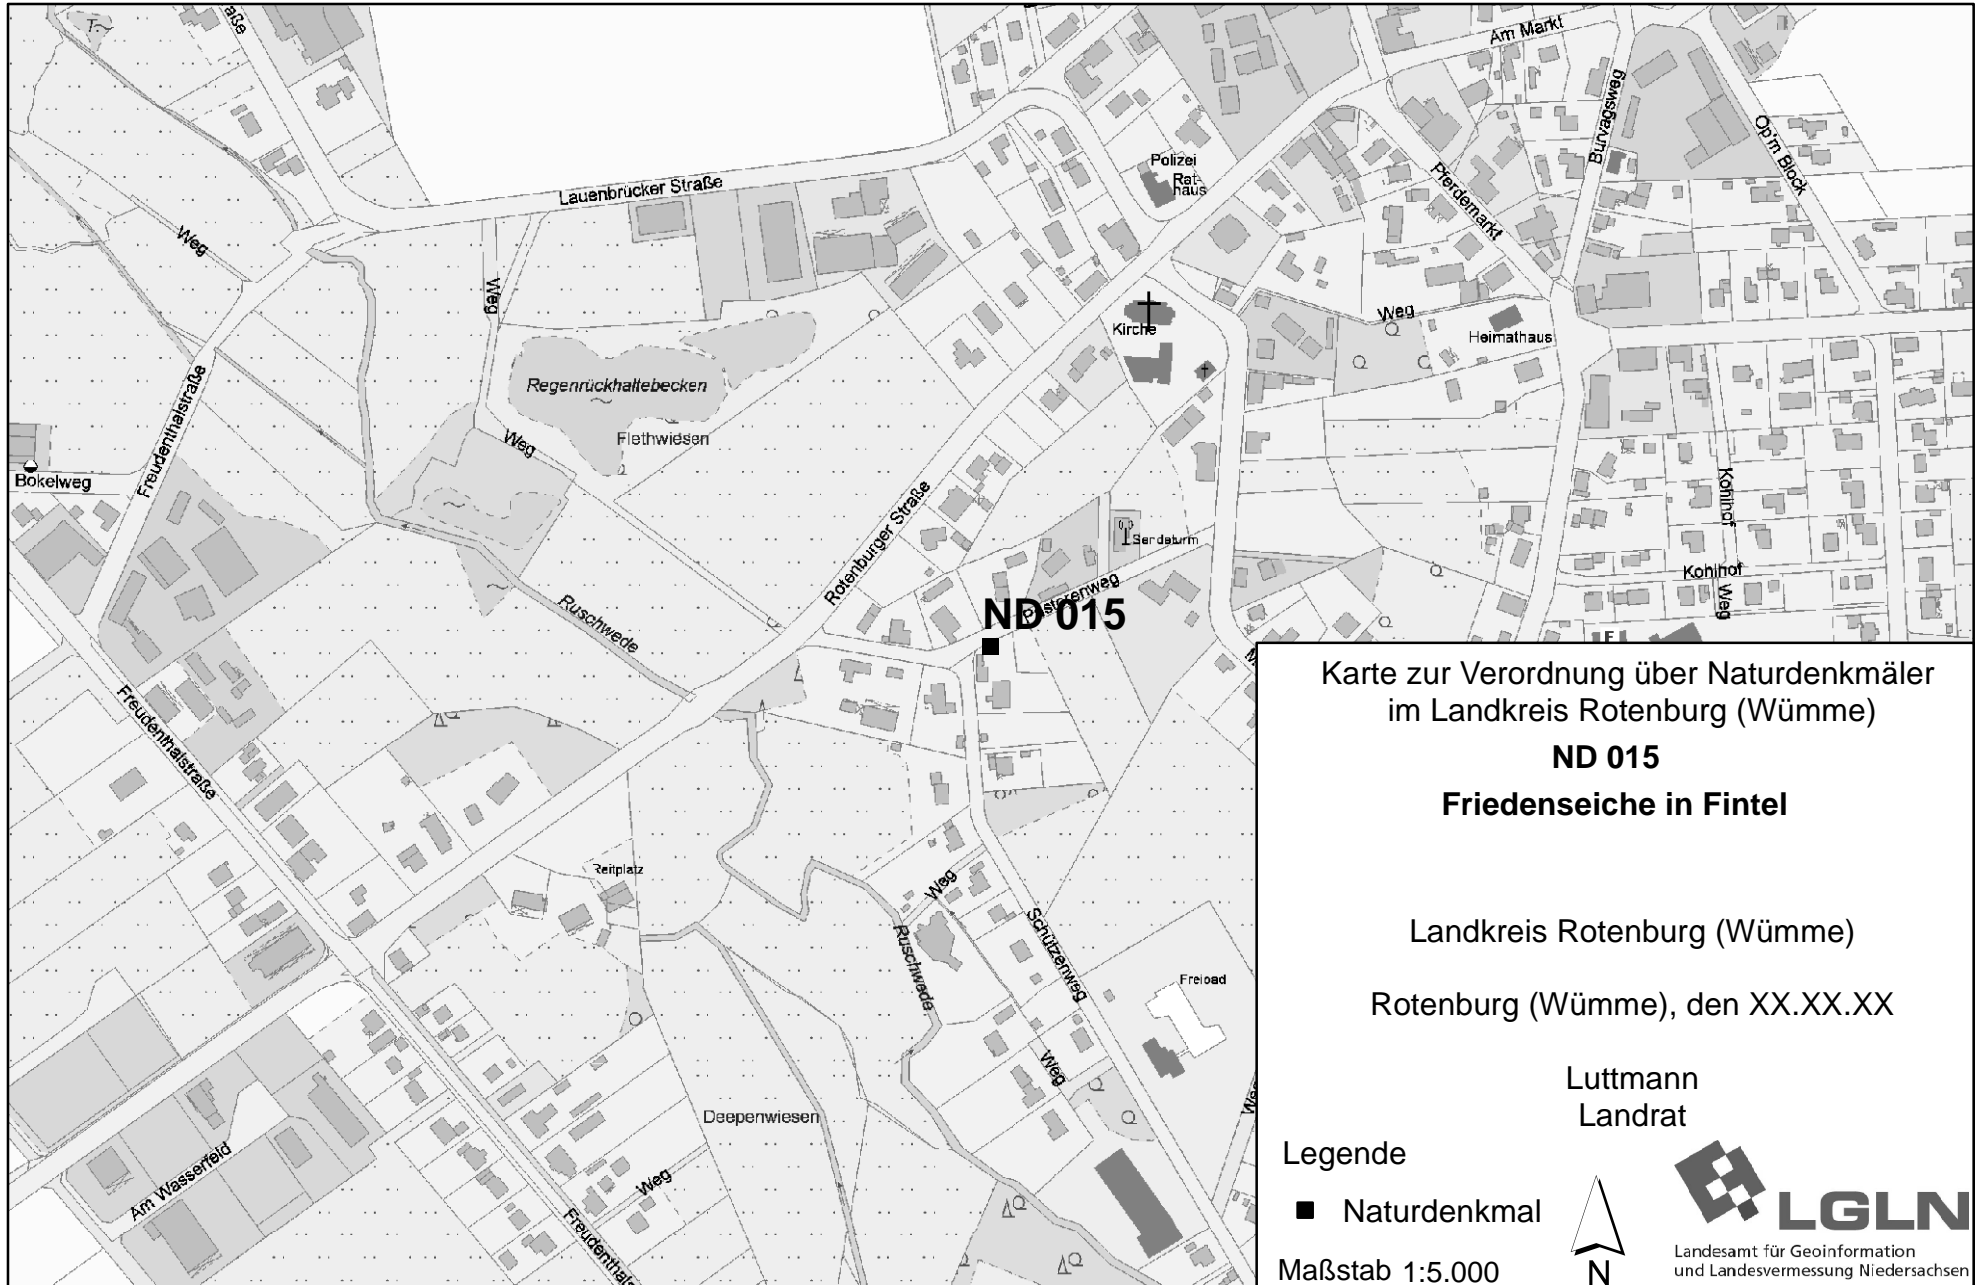 Am Markt
Burvagsweg
Op'm Block
Polizei
Rat-
haus
Pferdemarkt
Lauenbrücker Straße
Weg
Weg
Weg
Kirche
Heimathaus
Regenrückhaltebecken
Flethwiesen
Weg
Freudenthalstraße
Bokelweg
Rotenburger Straße
Sendeturm
Kohlhof
Kohlhof
Weg
ND 015
Ruschwede
Freudenthalstraße
Reitplatz
Weg
Ruschwede
Schützenweg
Freibad
Weg
Deepenwiesen
Am Wasserfeld
Weg
Karte zur Verordnung über Naturdenkmäler
im Landkreis Rotenburg (Wümme)
ND 015
Friedenseiche in Fintel
Landkreis Rotenburg (Wümme)
Rotenburg (Wümme), den XX.XX.XX
Luttmann
Landrat
Legende
Naturdenkmal
Maßstab 1:5.000
N
LGLN
Landesamt für Geoinformation
und Landesvermessung Niedersachsen